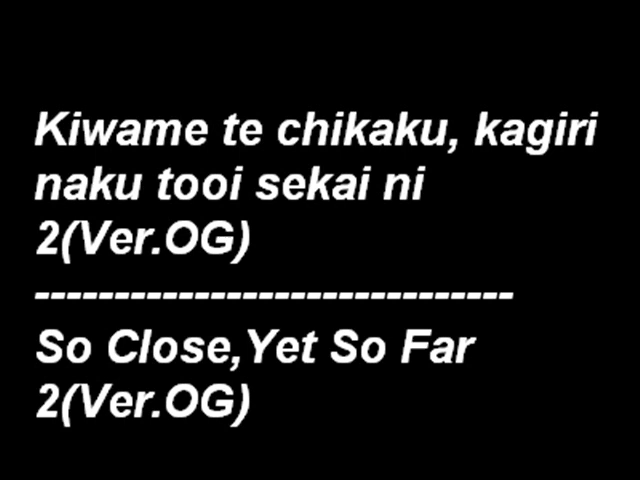 Kiwame te chikaku, kagiri
naku tooi sekai ni
2(Ver.OG)
------------------------------
So Close,Yet So Far
2(Ver.OG)